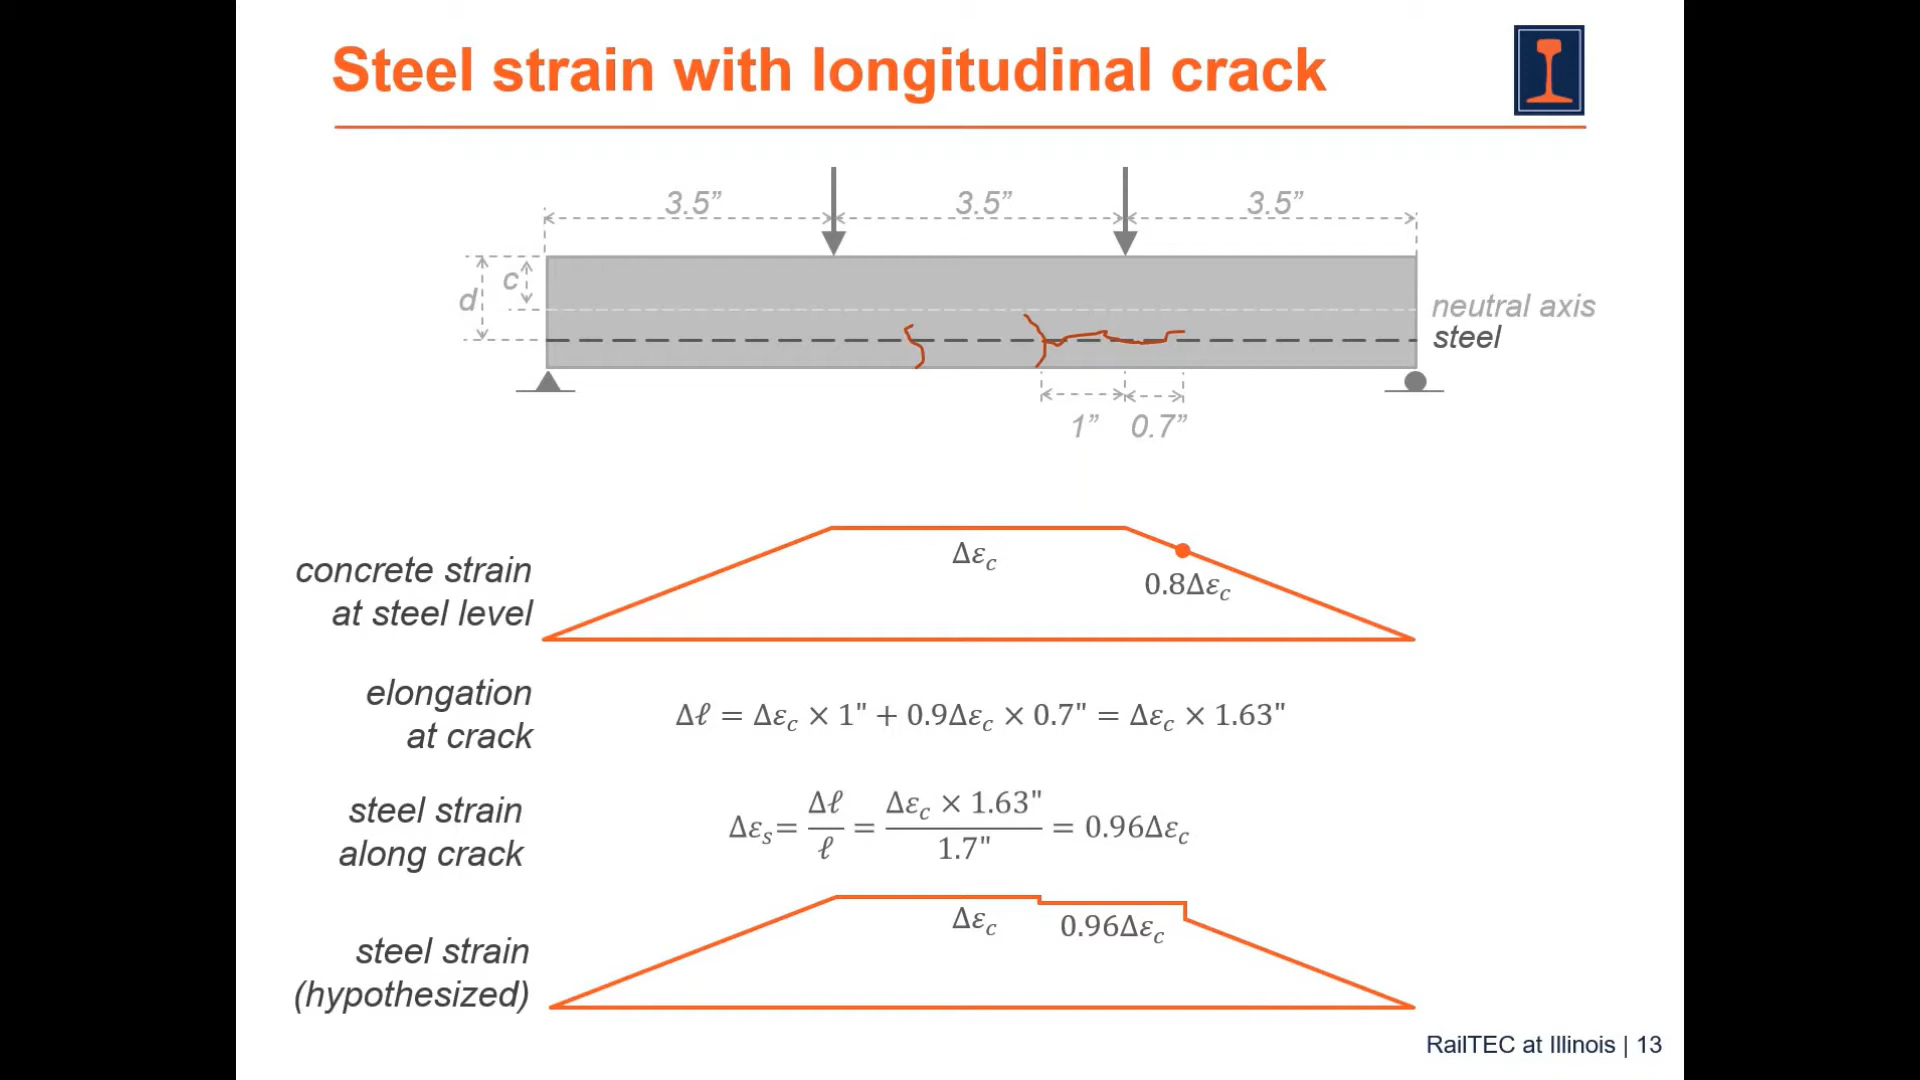 Steel strain with longitudinal crack
3.5” 3.5” 3.5”
c
d
neutral axis
steel
1” 0.7”
concrete strain
at steel level
Δε_c
0.8Δε_c
elongation
at crack
Δℓ = Δε_c × 1" + 0.9Δε_c × 0.7" = Δε_c × 1.63"
steel strain
along crack
Δε_s= Δℓ/ℓ = Δε_c × 1.63"/1.7" = 0.96Δε_c
steel strain
(hypothesized)
Δε_c 0.96Δε_c
RailTEC at Illinois | 13